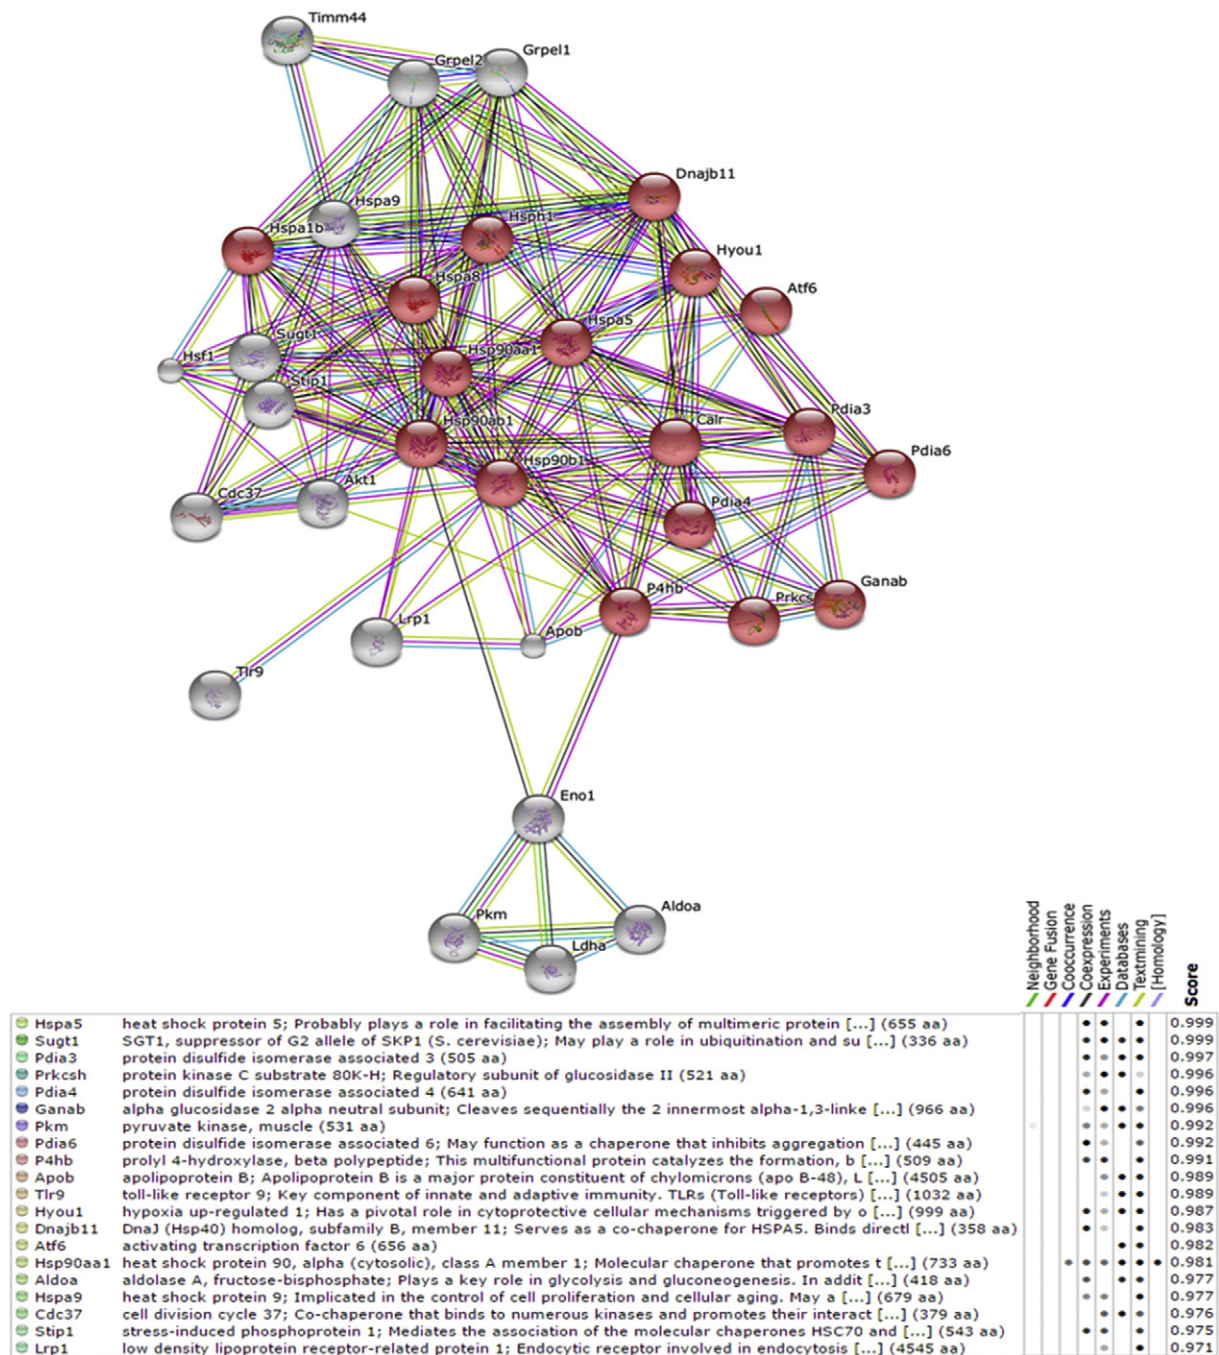 Timm44
Grpel2
Grpel1
Dnajb11
Hspa9
Hspa1b
Hsph1
Hyou1
Hspa8
Atf6
Hspa5
Sugt1
Hsf1
Hsp90aa1
Stip1
Pdia3
Hsp90ab1
Calr
Pdia6
Hsp90b1
Akt1
Cdc37
Pdia4
P4hb
Prkcs
Ganab
Lrp1
Apob
Tlr9
Eno1
Pkm
Aldoa
Ldha
Neighborhood
Gene Fusion
Cooccurrence
Coexpression
Experiments
Databases
Textmining
[Homology]
Score
Hspa5 heat shock protein 5; Probably plays a role in facilitating the assembly of multimeric protein [...] (655 aa) 0.999
Sugt1 SGT1, suppressor of G2 allele of SKP1 (S. cerevisiae); May play a role in ubiquitination and su [...] (336 aa) 0.999
Pdia3 protein disulfide isomerase associated 3 (505 aa) 0.997
Prkcsh protein kinase C substrate 80K-H; Regulatory subunit of glucosidase II (521 aa) 0.996
Pdia4 protein disulfide isomerase associated 4 (641 aa) 0.996
Ganab alpha glucosidase 2 alpha neutral subunit; Cleaves sequentially the 2 innermost alpha-1,3-linke [...] (966 aa) 0.996
Pkm pyruvate kinase, muscle (531 aa) 0.992
Pdia6 protein disulfide isomerase associated 6; May function as a chaperone that inhibits aggregation [...] (445 aa) 0.992
P4hb prolyl 4-hydroxylase, beta polypeptide; This multifunctional protein catalyzes the formation, b [...] (509 aa) 0.991
Apob apolipoprotein B; Apolipoprotein B is a major protein constituent of chylomicrons (apo B-48), L [...] (4505 aa) 0.989
Tlr9 toll-like receptor 9; Key component of innate and adaptive immunity. TLRs (Toll-like receptors) [...] (1032 aa) 0.989
Hyou1 hypoxia up-regulated 1; Has a pivotal role in cytoprotective cellular mechanisms triggered by o [...] (999 aa) 0.987
Dnajb11 DnaJ (Hsp40) homolog, subfamily B, member 11; Serves as a co-chaperone for HSPA5. Binds directl [...] (358 aa) 0.983
Atf6 activating transcription factor 6 (656 aa) 0.982
Hsp90aa1 heat shock protein 90, alpha (cytosolic), class A member 1; Molecular chaperone that promotes t [...] (733 aa) 0.981
Aldoa aldolase A, fructose-bisphosphate; Plays a key role in glycolysis and gluconeogenesis. In addit [...] (418 aa) 0.977
Hspa9 heat shock protein 9; Implicated in the control of cell proliferation and cellular aging. May a [...] (679 aa) 0.977
Cdc37 cell division cycle 37; Co-chaperone that binds to numerous kinases and promotes their interact [...] (379 aa) 0.976
Stip1 stress-induced phosphoprotein 1; Mediates the association of the molecular chaperones HSC70 and [...] (543 aa) 0.975
Lrp1 low density lipoprotein receptor-related protein 1; Endocytic receptor involved in endocytosis [...] (4545 aa) 0.971